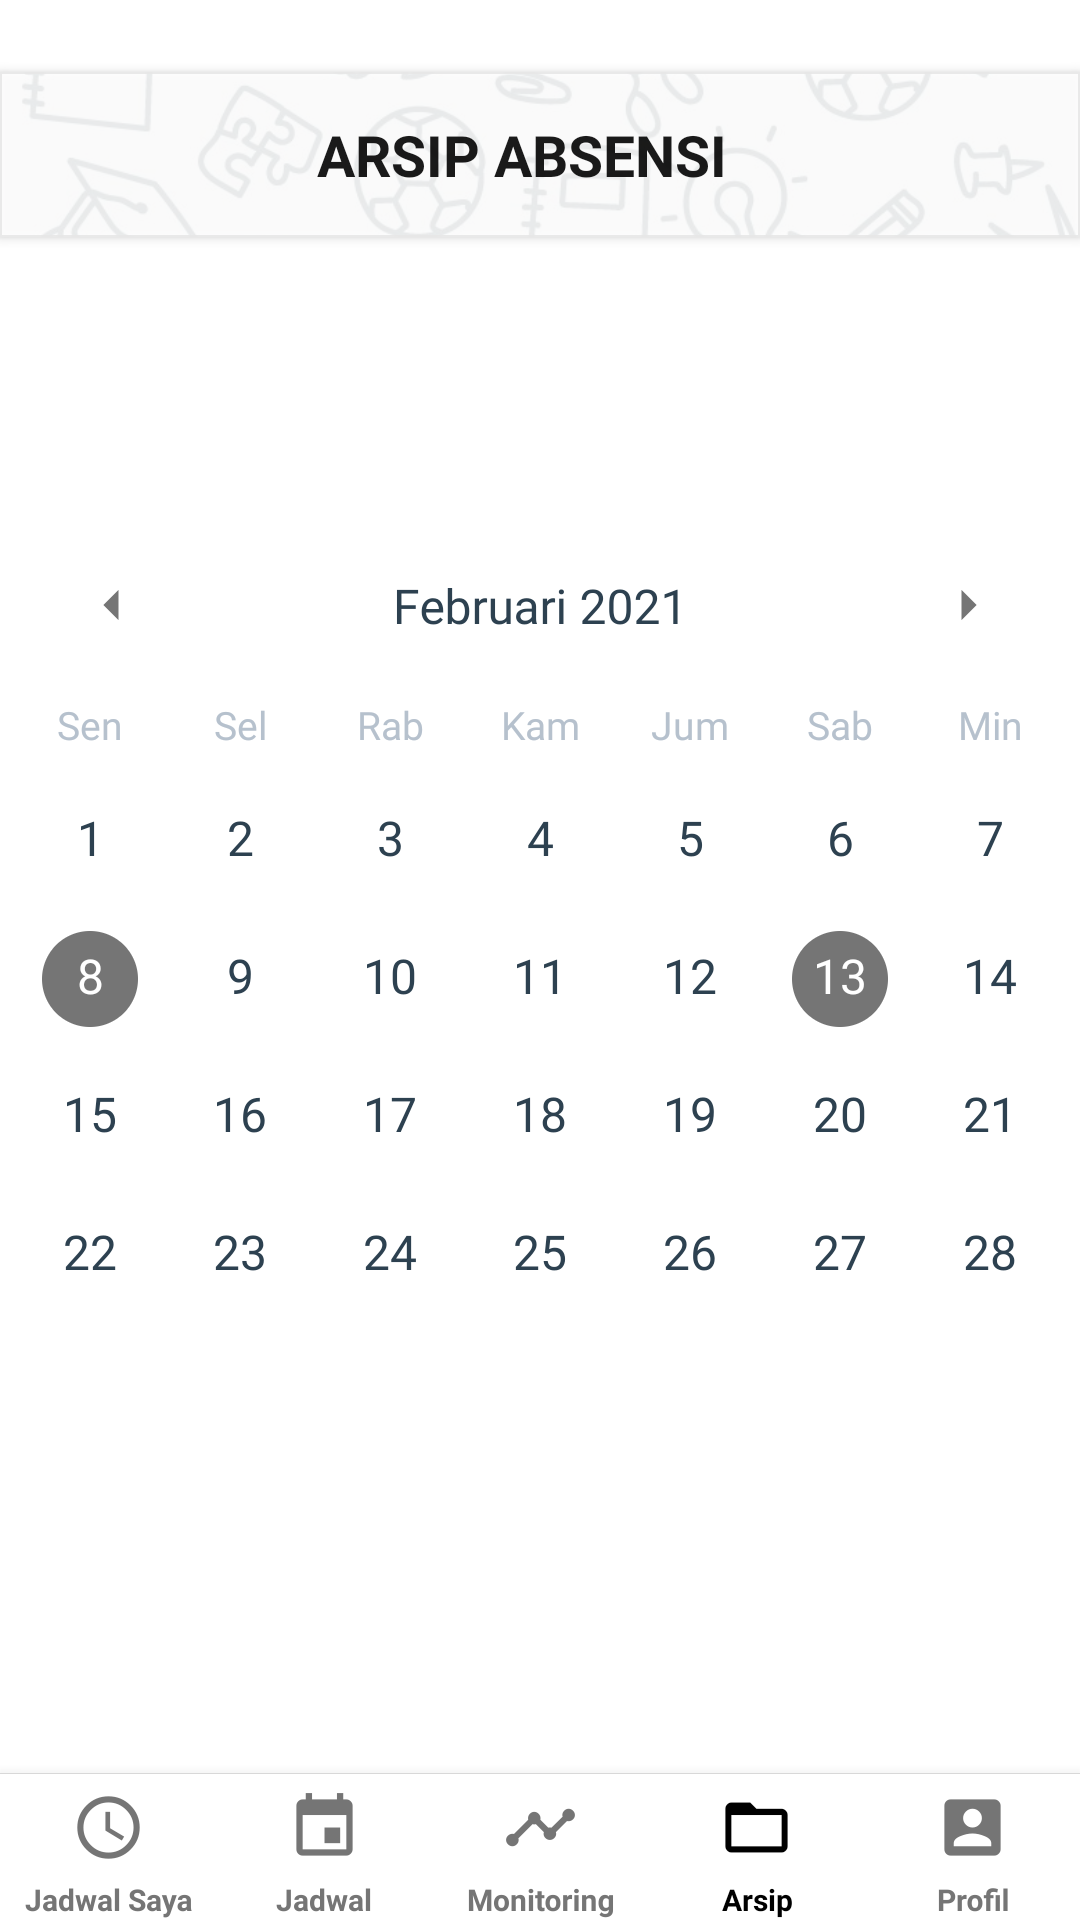 ARSIP ABSENSI
Februari 2021
Sen Sel Rab Kam Jum Sab Min
1 2 3 4 5 6 7
8 9 10 11 12 13 14
15 16 17 18 19 20 21
22 23 24 25 26 27 28
Jadwal Saya Jadwal Monitoring Arsip Profil